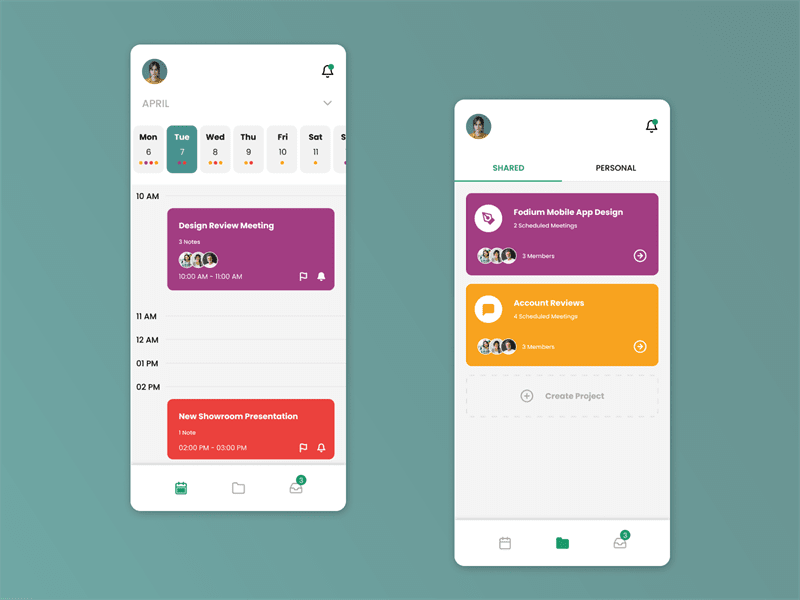 APRIL
Mon Tue Wed Thu Fri Sat S
6 7 8 9 10 11
10 AM
Design Review Meeting
3 Notes
10:00 AM - 11:00 AM
11 AM
12 AM
01 PM
02 PM
New Showroom Presentation
1 Note
02:00 PM - 03:00 PM
3
SHARED PERSONAL
Fodium Mobile App Design
2 Scheduled Meetings
3 Members
Account Reviews
4 Scheduled Meetings
3 Members
Create Project
3